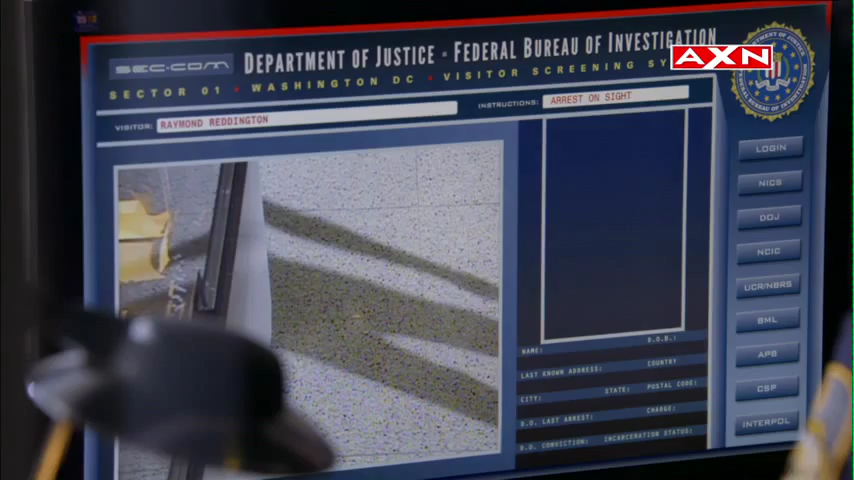 AXN
DEPARTMENT OF JUSTICE · FEDERAL BUREAU OF INVESTIGATION
SEC-COM
SECTOR 01 • WASHINGTON DC • VISITOR SCREENING SY
VISITOR: RAYMOND REDDINGTON
INSTRUCTIONS: ARREST ON SIGHT
LOGIN
NICS
DOJ
NCIC
UCR/NBRS
BML
APB
CSP
INTERPOL
NAME: D.O.B.:
LAST KNOWN ADDRESS: COUNTRY
CITY: STATE: POSTAL CODE:
D.O. LAST ARREST: CHARGE:
D.O. CONVICTION: INCARCERATION STATUS: